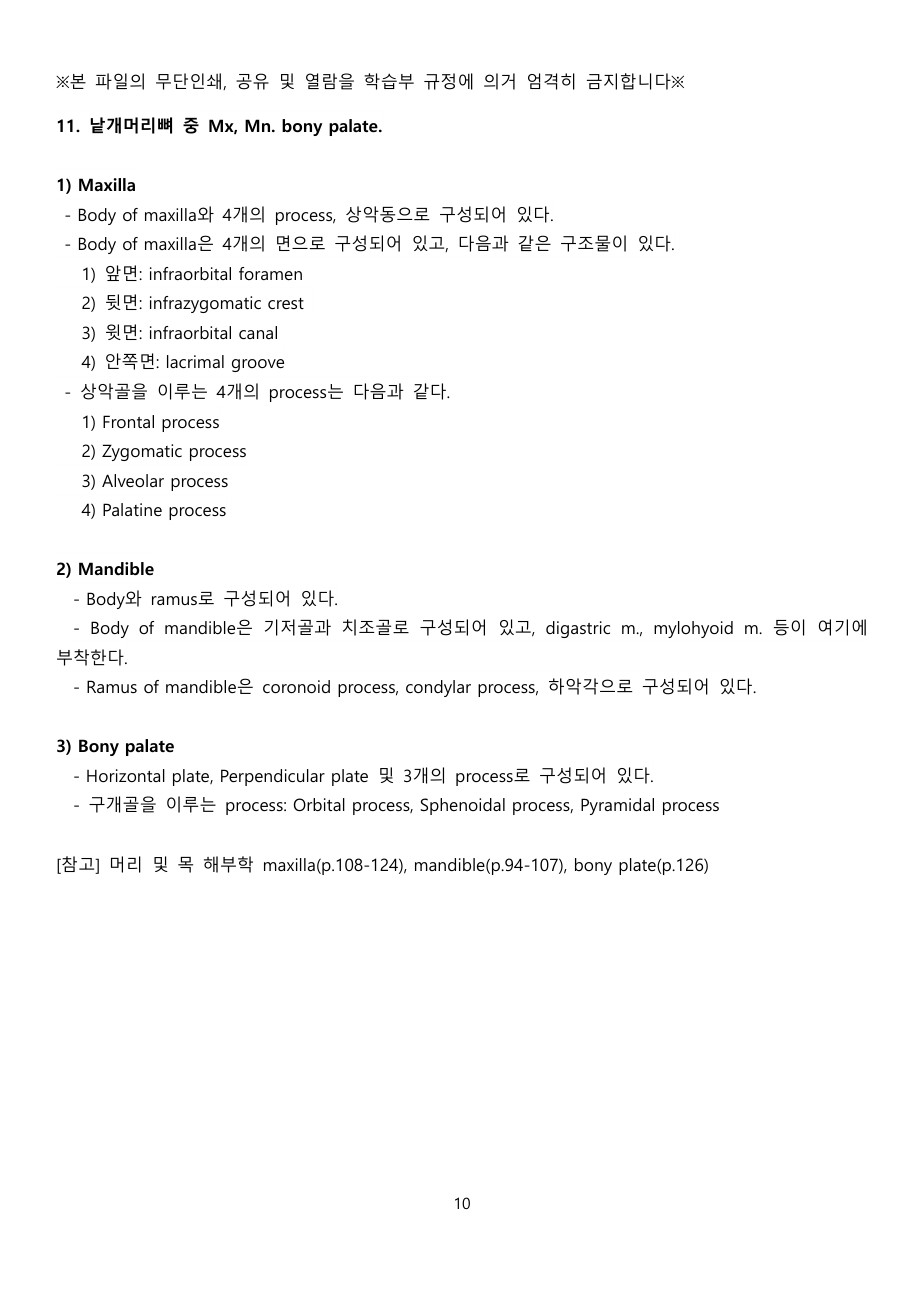 ※본 파일의 무단인쇄, 공유 및 열람을 학습부 규정에 의거 엄격히 금지합니다※
11. 낱개머리뼈 중 Mx, Mn. bony palate.
1) Maxilla
- Body of maxilla와 4개의 process, 상악동으로 구성되어 있다.
- Body of maxilla은 4개의 면으로 구성되어 있고, 다음과 같은 구조물이 있다.
1) 앞면: infraorbital foramen
2) 뒷면: infrazygomatic crest
3) 윗면: infraorbital canal
4) 안쪽면: lacrimal groove
- 상악골을 이루는 4개의 process는 다음과 같다.
1) Frontal process
2) Zygomatic process
3) Alveolar process
4) Palatine process
2) Mandible
- Body와 ramus로 구성되어 있다.
- Body of mandible은 기저골과 치조골로 구성되어 있고, digastric m., mylohyoid m. 등이 여기에
부착한다.
- Ramus of mandible은 coronoid process, condylar process, 하악각으로 구성되어 있다.
3) Bony palate
- Horizontal plate, Perpendicular plate 및 3개의 process로 구성되어 있다.
- 구개골을 이루는 process: Orbital process, Sphenoidal process, Pyramidal process
[참고] 머리 및 목 해부학 maxilla(p.108-124), mandible(p.94-107), bony plate(p.126)
10